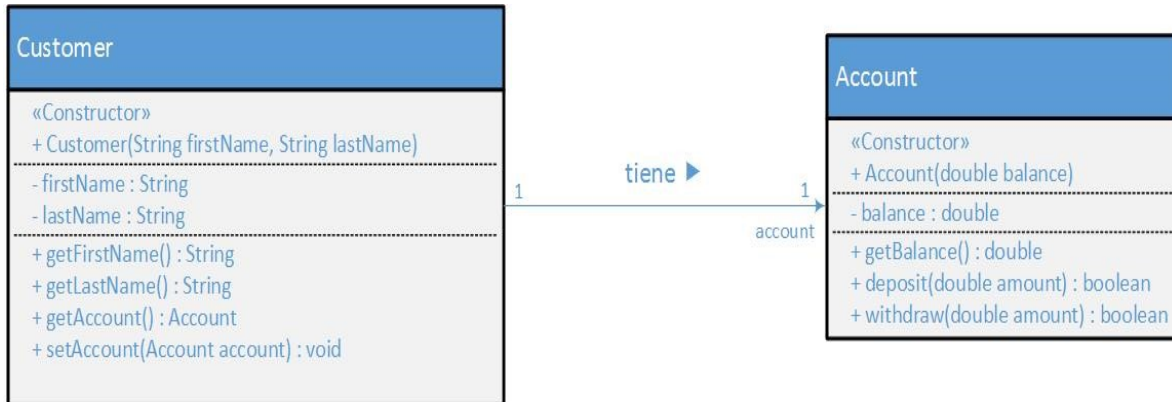 Customer
«Constructor»
+ Customer(String firstName, String lastName)
- firstName : String
- lastName : String
+ getFirstName() : String
+ getLastName() : String
+ getAccount() : Account
+ setAccount(Account account) : void
tiene ▶
1
1
account
Account
«Constructor»
+ Account(double balance)
- balance : double
+ getBalance() : double
+ deposit(double amount) : boolean
+ withdraw(double amount) : boolean